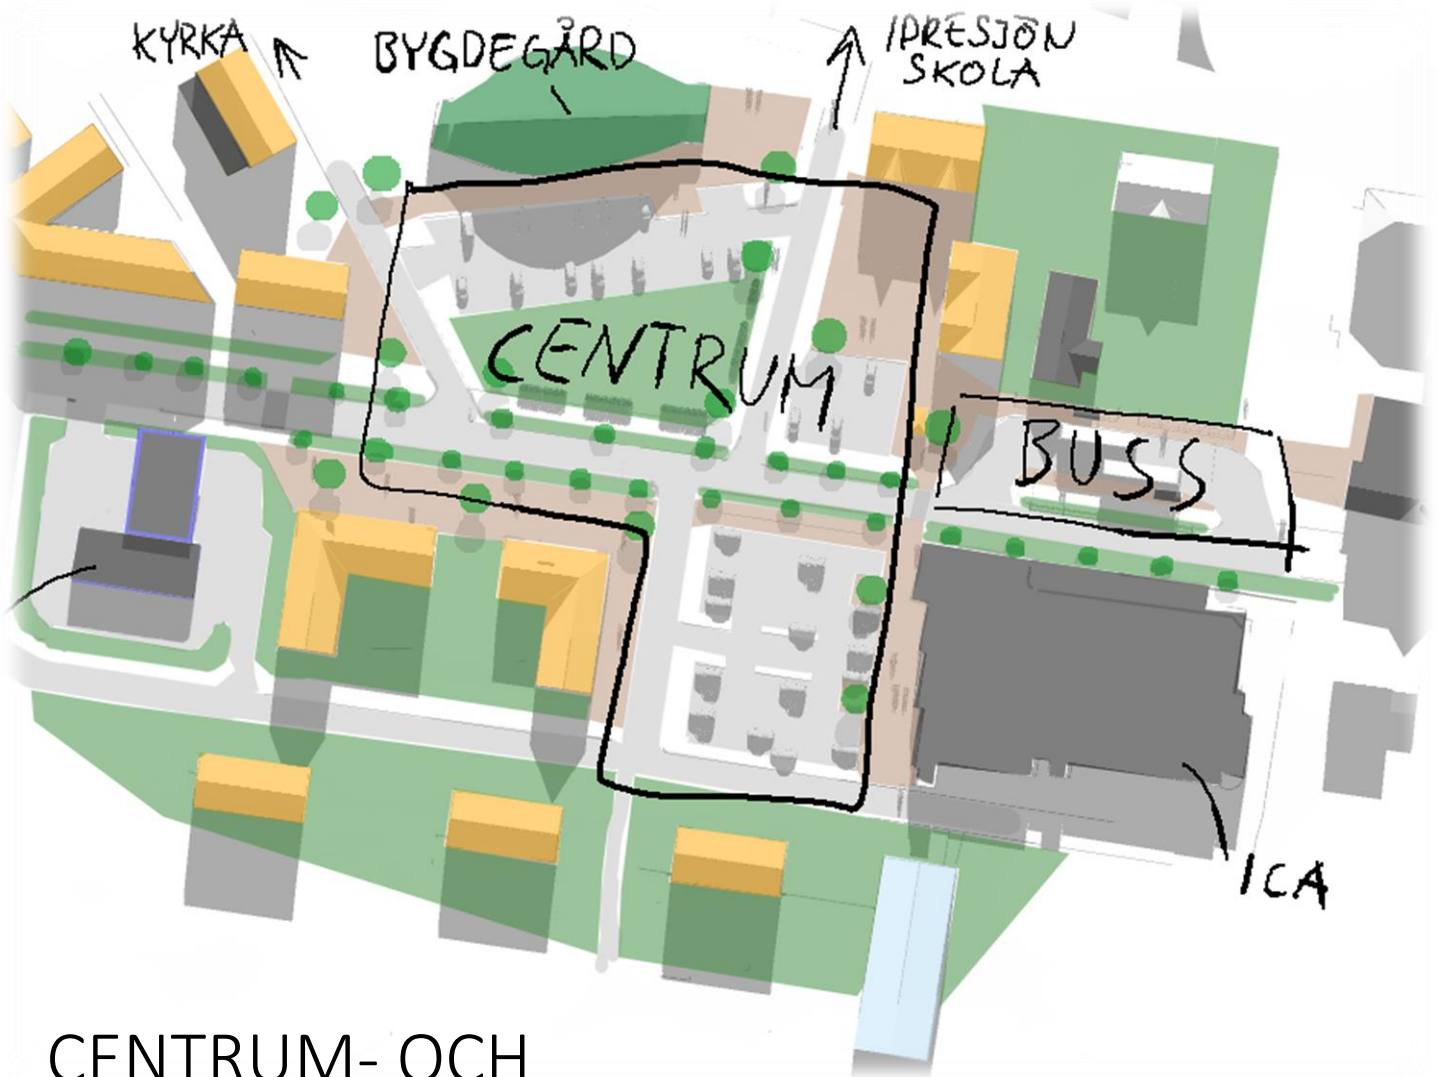 KYRKA
BYGDEGÅRD
IPRESJÖN
SKOLA
CENTRUM
BUSS
ICA
CENTRUM- OCH